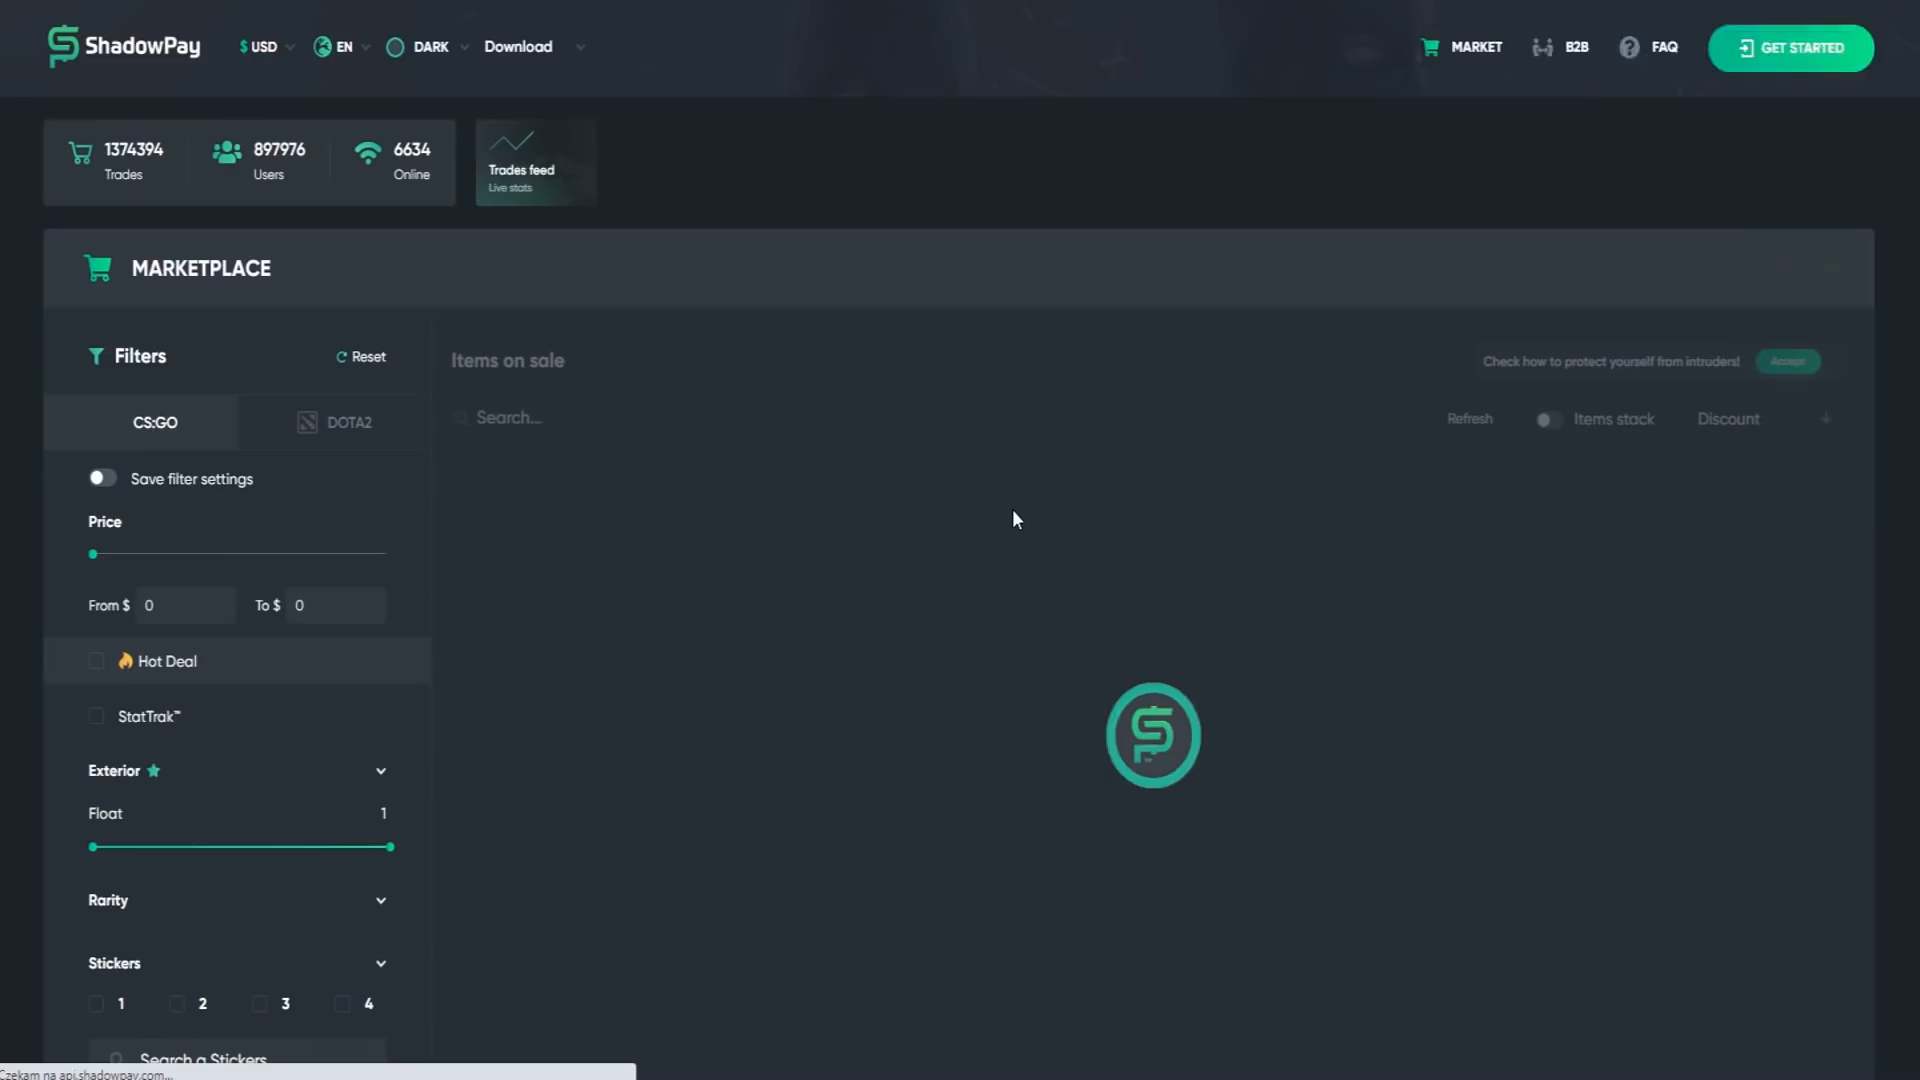 ShadowPay
$ USD
EN
DARK
Download
MARKET
B2B
FAQ
GET STARTED
1374394
Trades
897976
Users
6634
Online
Trades feed
Live stats
MARKETPLACE
Filters
Reset
CS:GO
DOTA2
Save filter settings
Price
From $ 0
To $ 0
🔥 Hot Deal
StatTrak™
Exterior
Float 1
Rarity
Stickers
1 2 3 4
Search a Stickers
Items on sale
Check how to protect yourself from intruders!
Accept
Search...
Refresh
Items stack
Discount
Czekam na api.shadowpay.com...